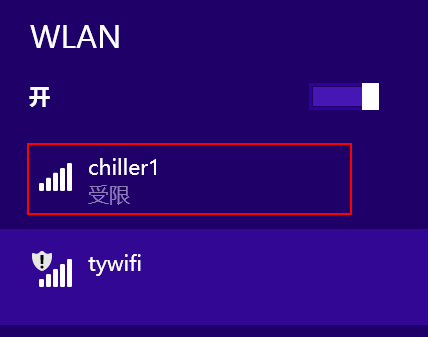 WLAN
开
chiller1
受限
tywifi